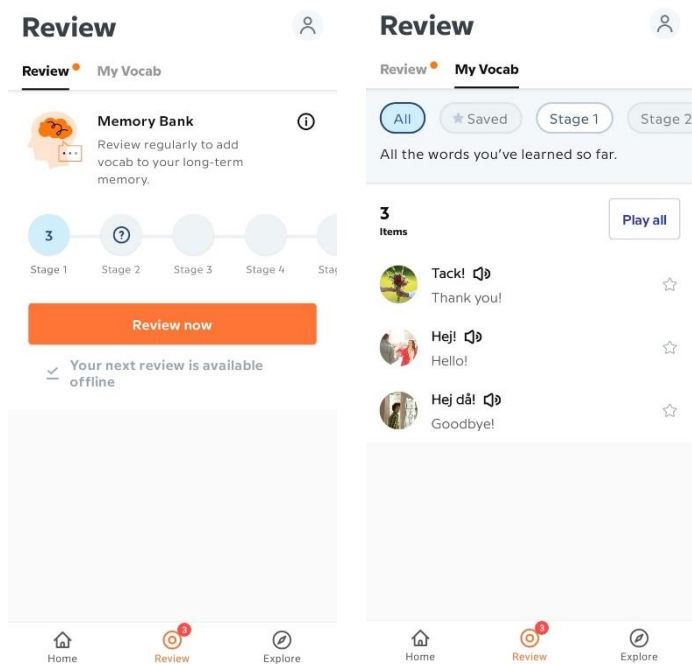 Review
Review My Vocab
Memory Bank
Review regularly to add
vocab to your long-term
memory.
3 ?
Stage 1 Stage 2 Stage 3 Stage 4 Stag
Review now
Your next review is available
offline
3
Home Review Explore
Review
Review My Vocab
All Saved Stage 1 Stage 2
All the words you've learned so far.
3
Items
Play all
Tack!
Thank you!
Hej!
Hello!
Hej då!
Goodbye!
3
Home Review Explore